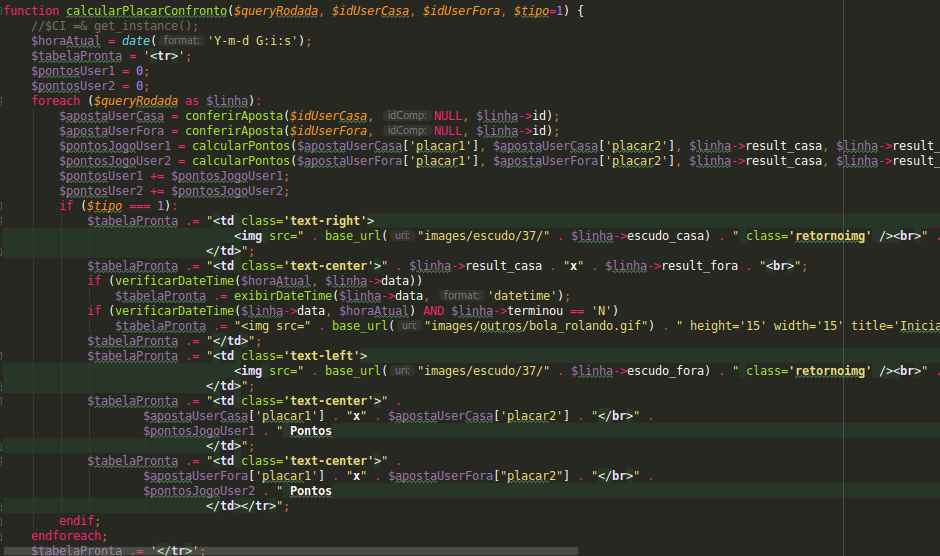 function calcularPlacarConfronto($queryRodada, $idUserCasa, $idUserFora, $tipo=1) {
//$CI =& get_instance();
$horaAtual = date( format: 'Y-m-d G:i:s');
$tabelaPronta = '<tr>';
$pontosUser1 = 0;
$pontosUser2 = 0;
foreach ($queryRodada as $linha):
$apostaUserCasa = conferirAposta($idUserCasa, idComp: NULL, $linha->id);
$apostaUserFora = conferirAposta($idUserFora, idComp: NULL, $linha->id);
$pontosJogoUser1 = calcularPontos($apostaUserCasa['placar1'], $apostaUserCasa['placar2'], $linha->result_casa, $linha->result_
$pontosJogoUser2 = calcularPontos($apostaUserFora['placar1'], $apostaUserFora['placar2'], $linha->result_casa, $linha->result_
$pontosUser1 += $pontosJogoUser1;
$pontosUser2 += $pontosJogoUser2;
if ($tipo === 1):
$tabelaPronta .= "<td class='text-right'>
<img src=" . base_url( uri: "images/escudo/37/" . $linha->escudo_casa) . " class='retornoimg' /><br>" .
</td>";
$tabelaPronta .= "<td class='text-center'>" . $linha->result_casa . "x" . $linha->result_fora . "<br>";
if (verificarDateTime($horaAtual, $linha->data))
$tabelaPronta .= exibirDateTime($linha->data, format: 'datetime');
if (verificarDateTime($linha->data, $horaAtual) AND $linha->terminou == 'N')
$tabelaPronta .= "<img src=" . base_url( uri: "images/outros/bola_rolando.gif") . " height='15' width='15' title='Inicia
$tabelaPronta .= "</td>";
$tabelaPronta .= "<td class='text-left'>
<img src=" . base_url( uri: "images/escudo/37/" . $linha->escudo_fora) . " class='retornoimg' /><br>" .
</td>";
$tabelaPronta .= "<td class='text-center'>" .
$apostaUserCasa['placar1'] . "x" . $apostaUserCasa['placar2'] . "</br>" .
$pontosJogoUser1 . " Pontos
</td>";
$tabelaPronta .= "<td class='text-center'>" .
$apostaUserFora['placar1'] . "x" . $apostaUserFora["placar2"] . "</br>" .
$pontosJogoUser2 . " Pontos
</td></tr>";
endif;
endforeach;
$tabelaPronta .= '</tr>';